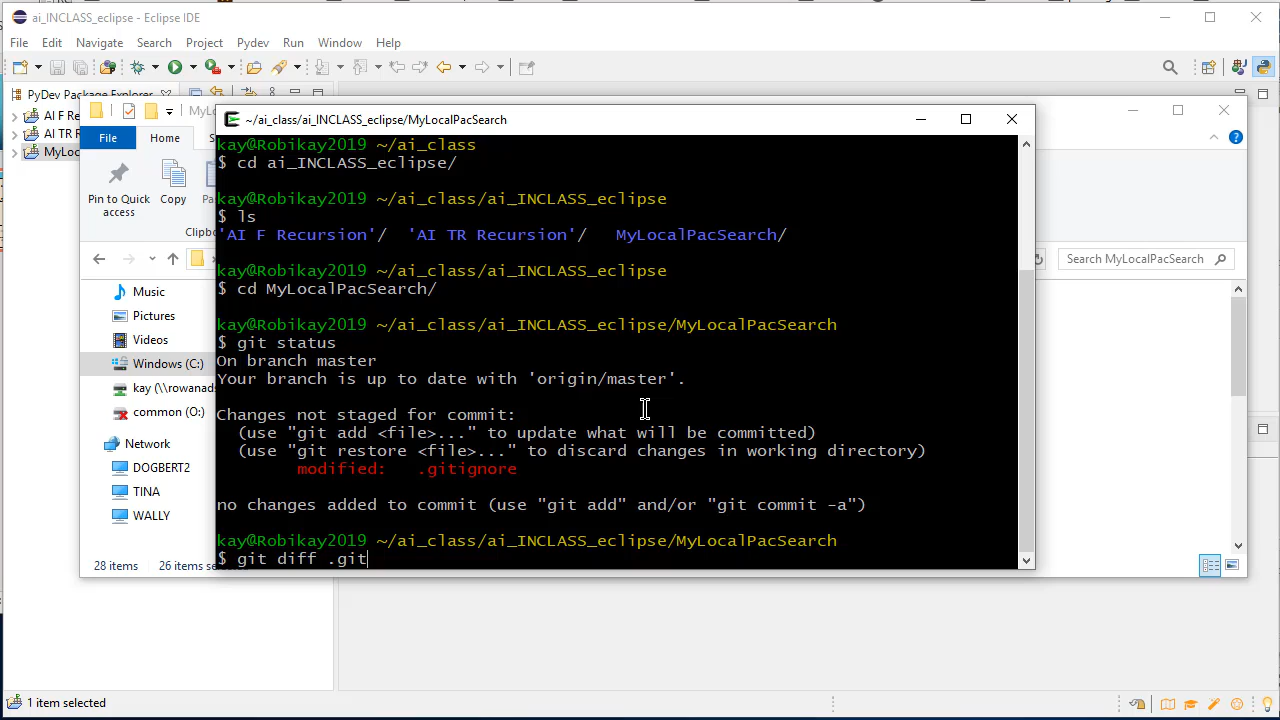 ai_INCLASS_eclipse - Eclipse IDE
File Edit Navigate Search Project Pydev Run Window Help
PyDev Package Explorer
AI F Re
AI TR R
MyLo
MyLo
File Home
Pin to Quick access
Copy
Clipb
Search MyLocalPacSearch
Music
Pictures
Videos
Windows (C:)
kay (\\rowanads
common (O:)
Network
DOGBERT2
TINA
WALLY
28 items 26 items se
~/ai_class/ai_INCLASS_eclipse/MyLocalPacSearch
kay@Robikay2019 ~/ai_class
$ cd ai_INCLASS_eclipse/
kay@Robikay2019 ~/ai_class/ai_INCLASS_eclipse
$ ls
'AI F Recursion'/ 'AI TR Recursion'/ MyLocalPacSearch/
kay@Robikay2019 ~/ai_class/ai_INCLASS_eclipse
$ cd MyLocalPacSearch/
kay@Robikay2019 ~/ai_class/ai_INCLASS_eclipse/MyLocalPacSearch
$ git status
On branch master
Your branch is up to date with 'origin/master'.
Changes not staged for commit:
(use "git add <file>..." to update what will be committed)
(use "git restore <file>..." to discard changes in working directory)
modified: .gitignore
no changes added to commit (use "git add" and/or "git commit -a")
kay@Robikay2019 ~/ai_class/ai_INCLASS_eclipse/MyLocalPacSearch
$ git diff .git
1 item selected